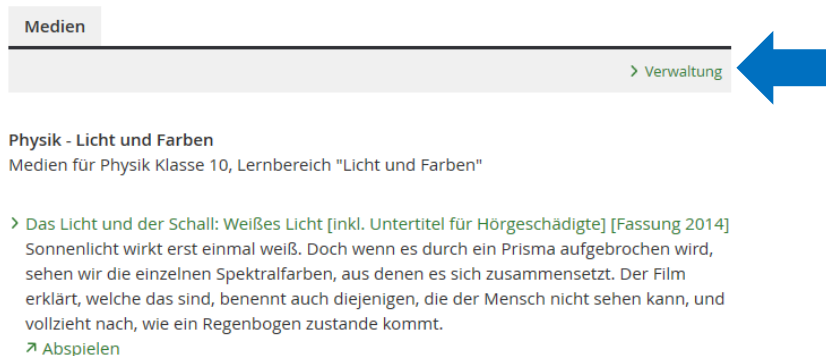 Medien
Verwaltung
Physik - Licht und Farben
Medien für Physik Klasse 10, Lernbereich "Licht und Farben"
Das Licht und der Schall: Weißes Licht [inkl. Untertitel für Hörgeschädigte] [Fassung 2014]
Sonnenlicht wirkt erst einmal weiß. Doch wenn es durch ein Prisma aufgebrochen wird,
sehen wir die einzelnen Spektralfarben, aus denen es sich zusammensetzt. Der Film
erklärt, welche das sind, benennt auch diejenigen, die der Mensch nicht sehen kann, und
vollzieht nach, wie ein Regenbogen zustande kommt.
Abspielen